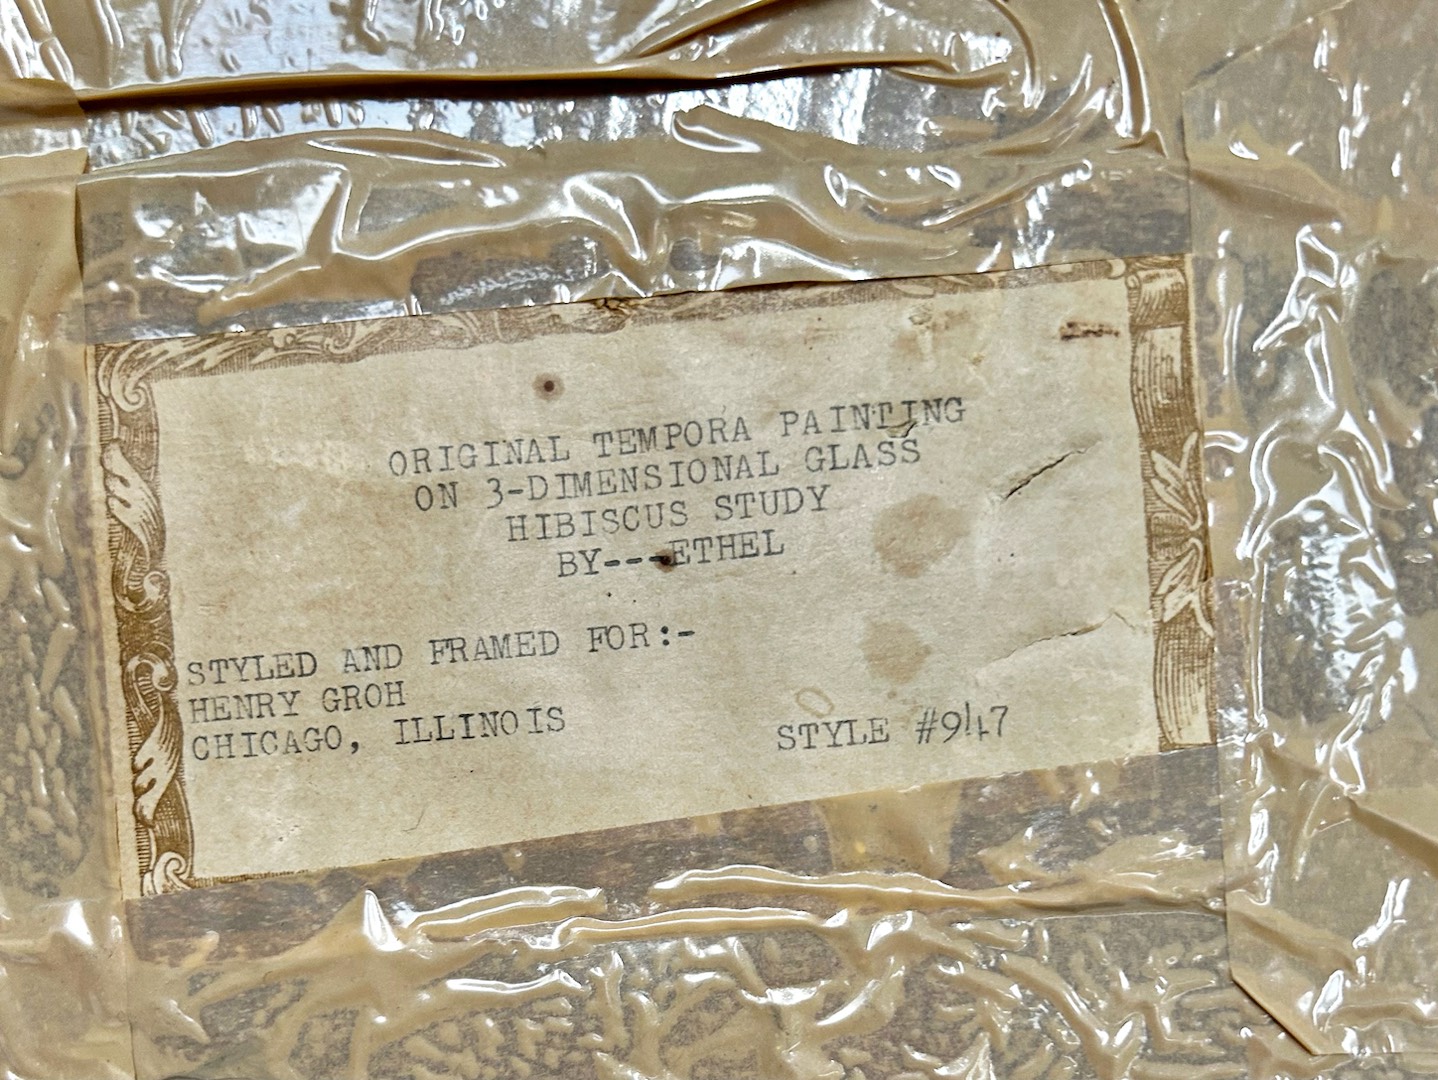 ORIGINAL TEMPORA PAINTING
ON 3-DIMENSIONAL GLASS
HIBISCUS STUDY
BY---ETHEL
STYLED AND FRAMED FOR:-
HENRY GROH
CHICAGO, ILLINOIS
STYLE #947